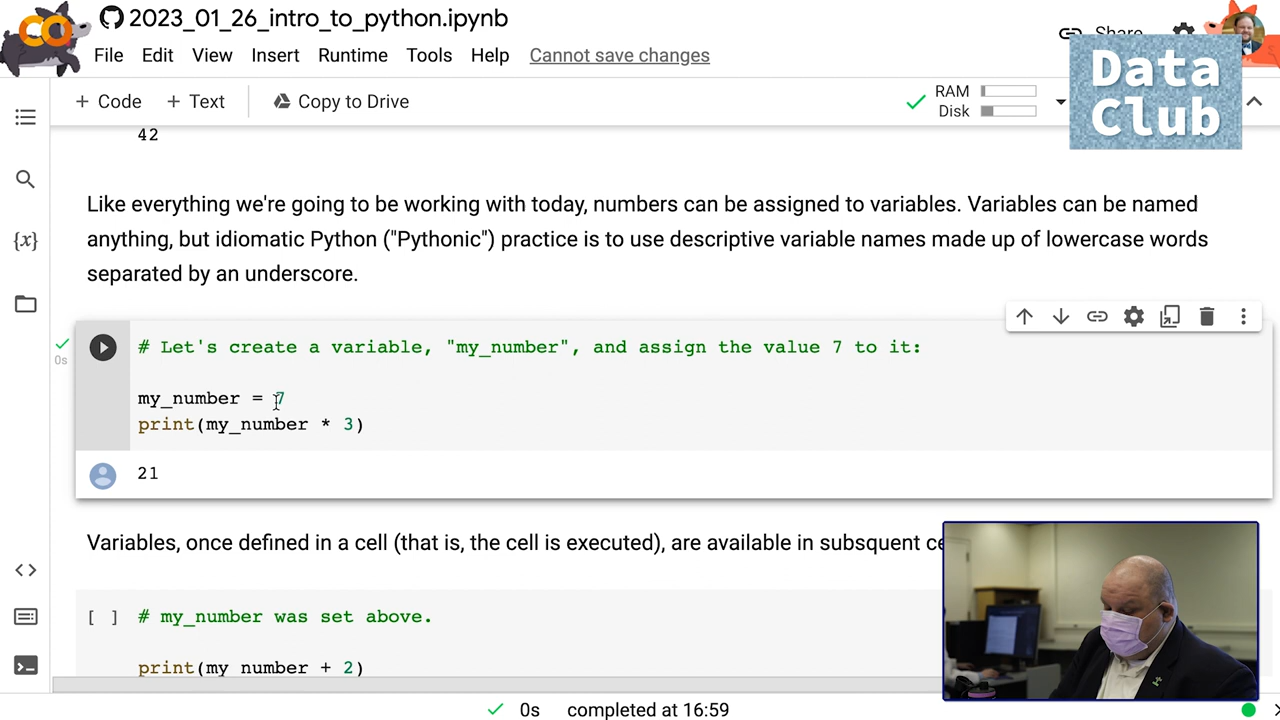 2023_01_26_intro_to_python.ipynb
File Edit View Insert Runtime Tools Help Cannot save changes
Share
Data
Club
+ Code + Text Copy to Drive
RAM
Disk
42
Like everything we're going to be working with today, numbers can be assigned to variables. Variables can be named
anything, but idiomatic Python ("Pythonic") practice is to use descriptive variable names made up of lowercase words
separated by an underscore.
0s
# Let's create a variable, "my_number", and assign the value 7 to it:
my_number = 7
print(my_number * 3)
21
Variables, once defined in a cell (that is, the cell is executed), are available in subsquent
[ ] # my_number was set above.
print(my_number + 2)
0s completed at 16:59